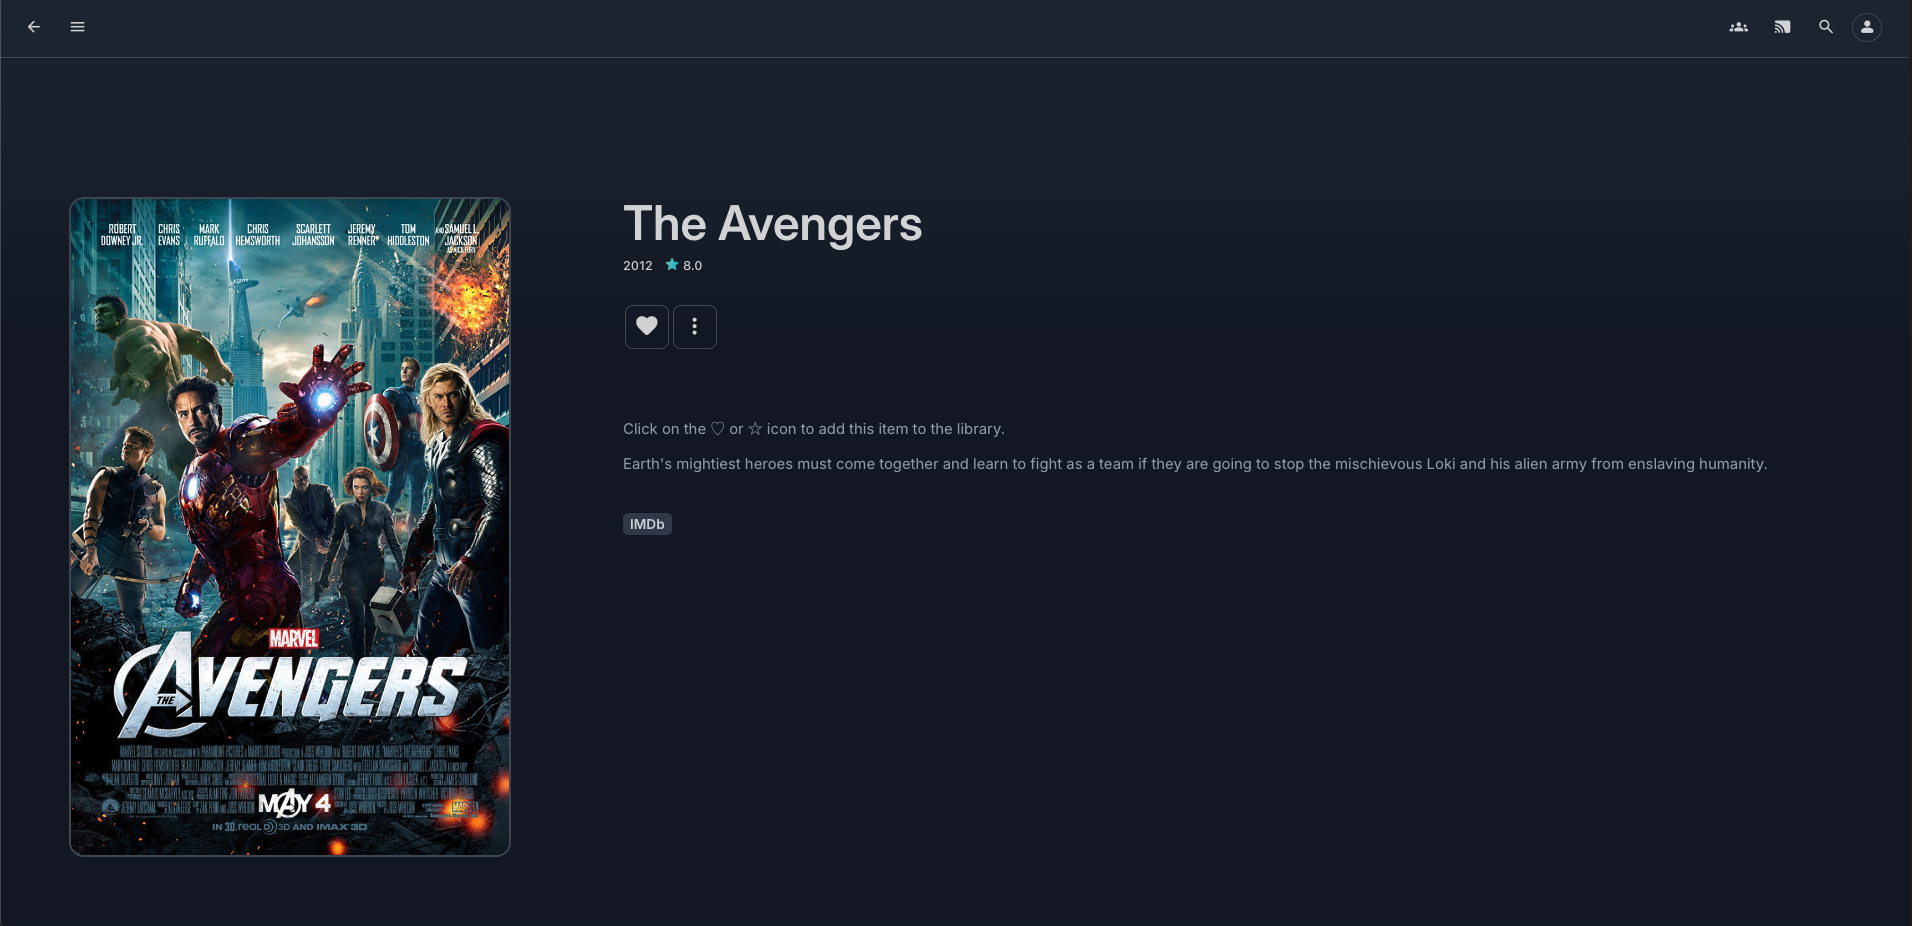 The Avengers
2012 ★ 8.0
Click on the ♡ or ☆ icon to add this item to the library.
Earth's mightiest heroes must come together and learn to fight as a team if they are going to stop the mischievous Loki and his alien army from enslaving humanity.
IMDb
ROBERT DOWNEY JR. CHRIS EVANS MARK RUFFALO CHRIS HEMSWORTH SCARLETT JOHANSSON JEREMY RENNER TOM HIDDLESTON AND SAMUEL L. JACKSON
MARVEL
THE AVENGERS
MAY 4
IN 3D, REAL D 3D AND IMAX 3D